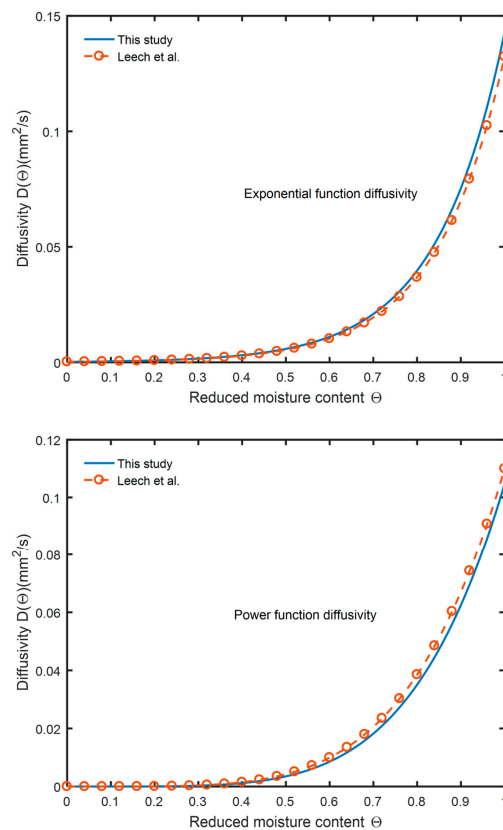 0.15
This study
Leech et al.
0.1
Diffusivity D(Θ)(mm²/s)
Exponential function diffusivity
0.05
0
0 0.1 0.2 0.3 0.4 0.5 0.6 0.7 0.8 0.9 1
Reduced moisture content Θ
0.12
This study
Leech et al.
0.1
0.08
Diffusivity D(Θ)(mm²/s)
0.06
Power function diffusivity
0.04
0.02
0
0 0.1 0.2 0.3 0.4 0.5 0.6 0.7 0.8 0.9 1
Reduced moisture content Θ